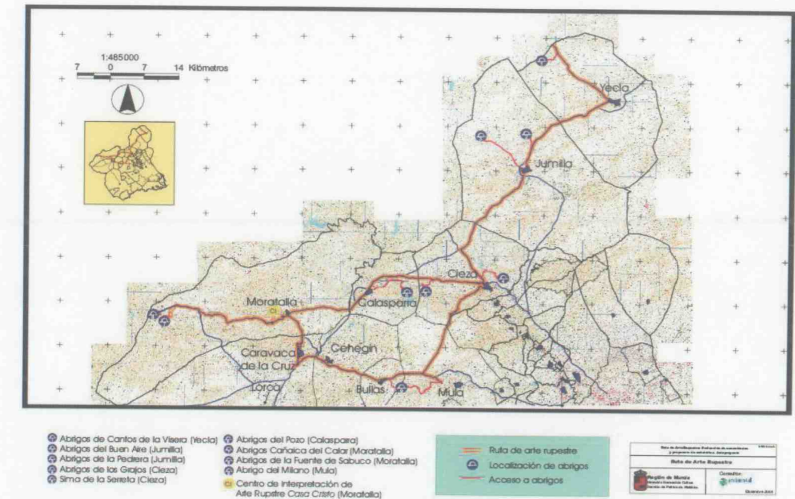 1:485000
7 0 7 14 Kilómetros
Yecla
Jumilla
Cieza
Moratalla
Calasparra
Caravaca
de la Cruz
Cehegín
Lorca
Bullas
Mula
Abrigos de Cantos de la Visera (Yecla)
Abrigos del Buen Aire (Jumilla)
Abrigos de la Pedrera (Jumilla)
Abrigos de los Grajos (Cieza)
Sima de la Serreta (Cieza)
Abrigos del Pozo (Calaspara)
Abrigos Cañaica del Calar (Moratalla)
Abrigos de la Fuente de Sabuco (Moratalla)
Abrigo del Milano (Mula)
Centro de Interpretación de
Arte Ruprstre Casa Cristo (Moratalla)
Ruta de arte rupestre
Localización de abrigos
Acceso a abrigos
Ruta de Arte Rupestre
Región de Murcia
Consultor: